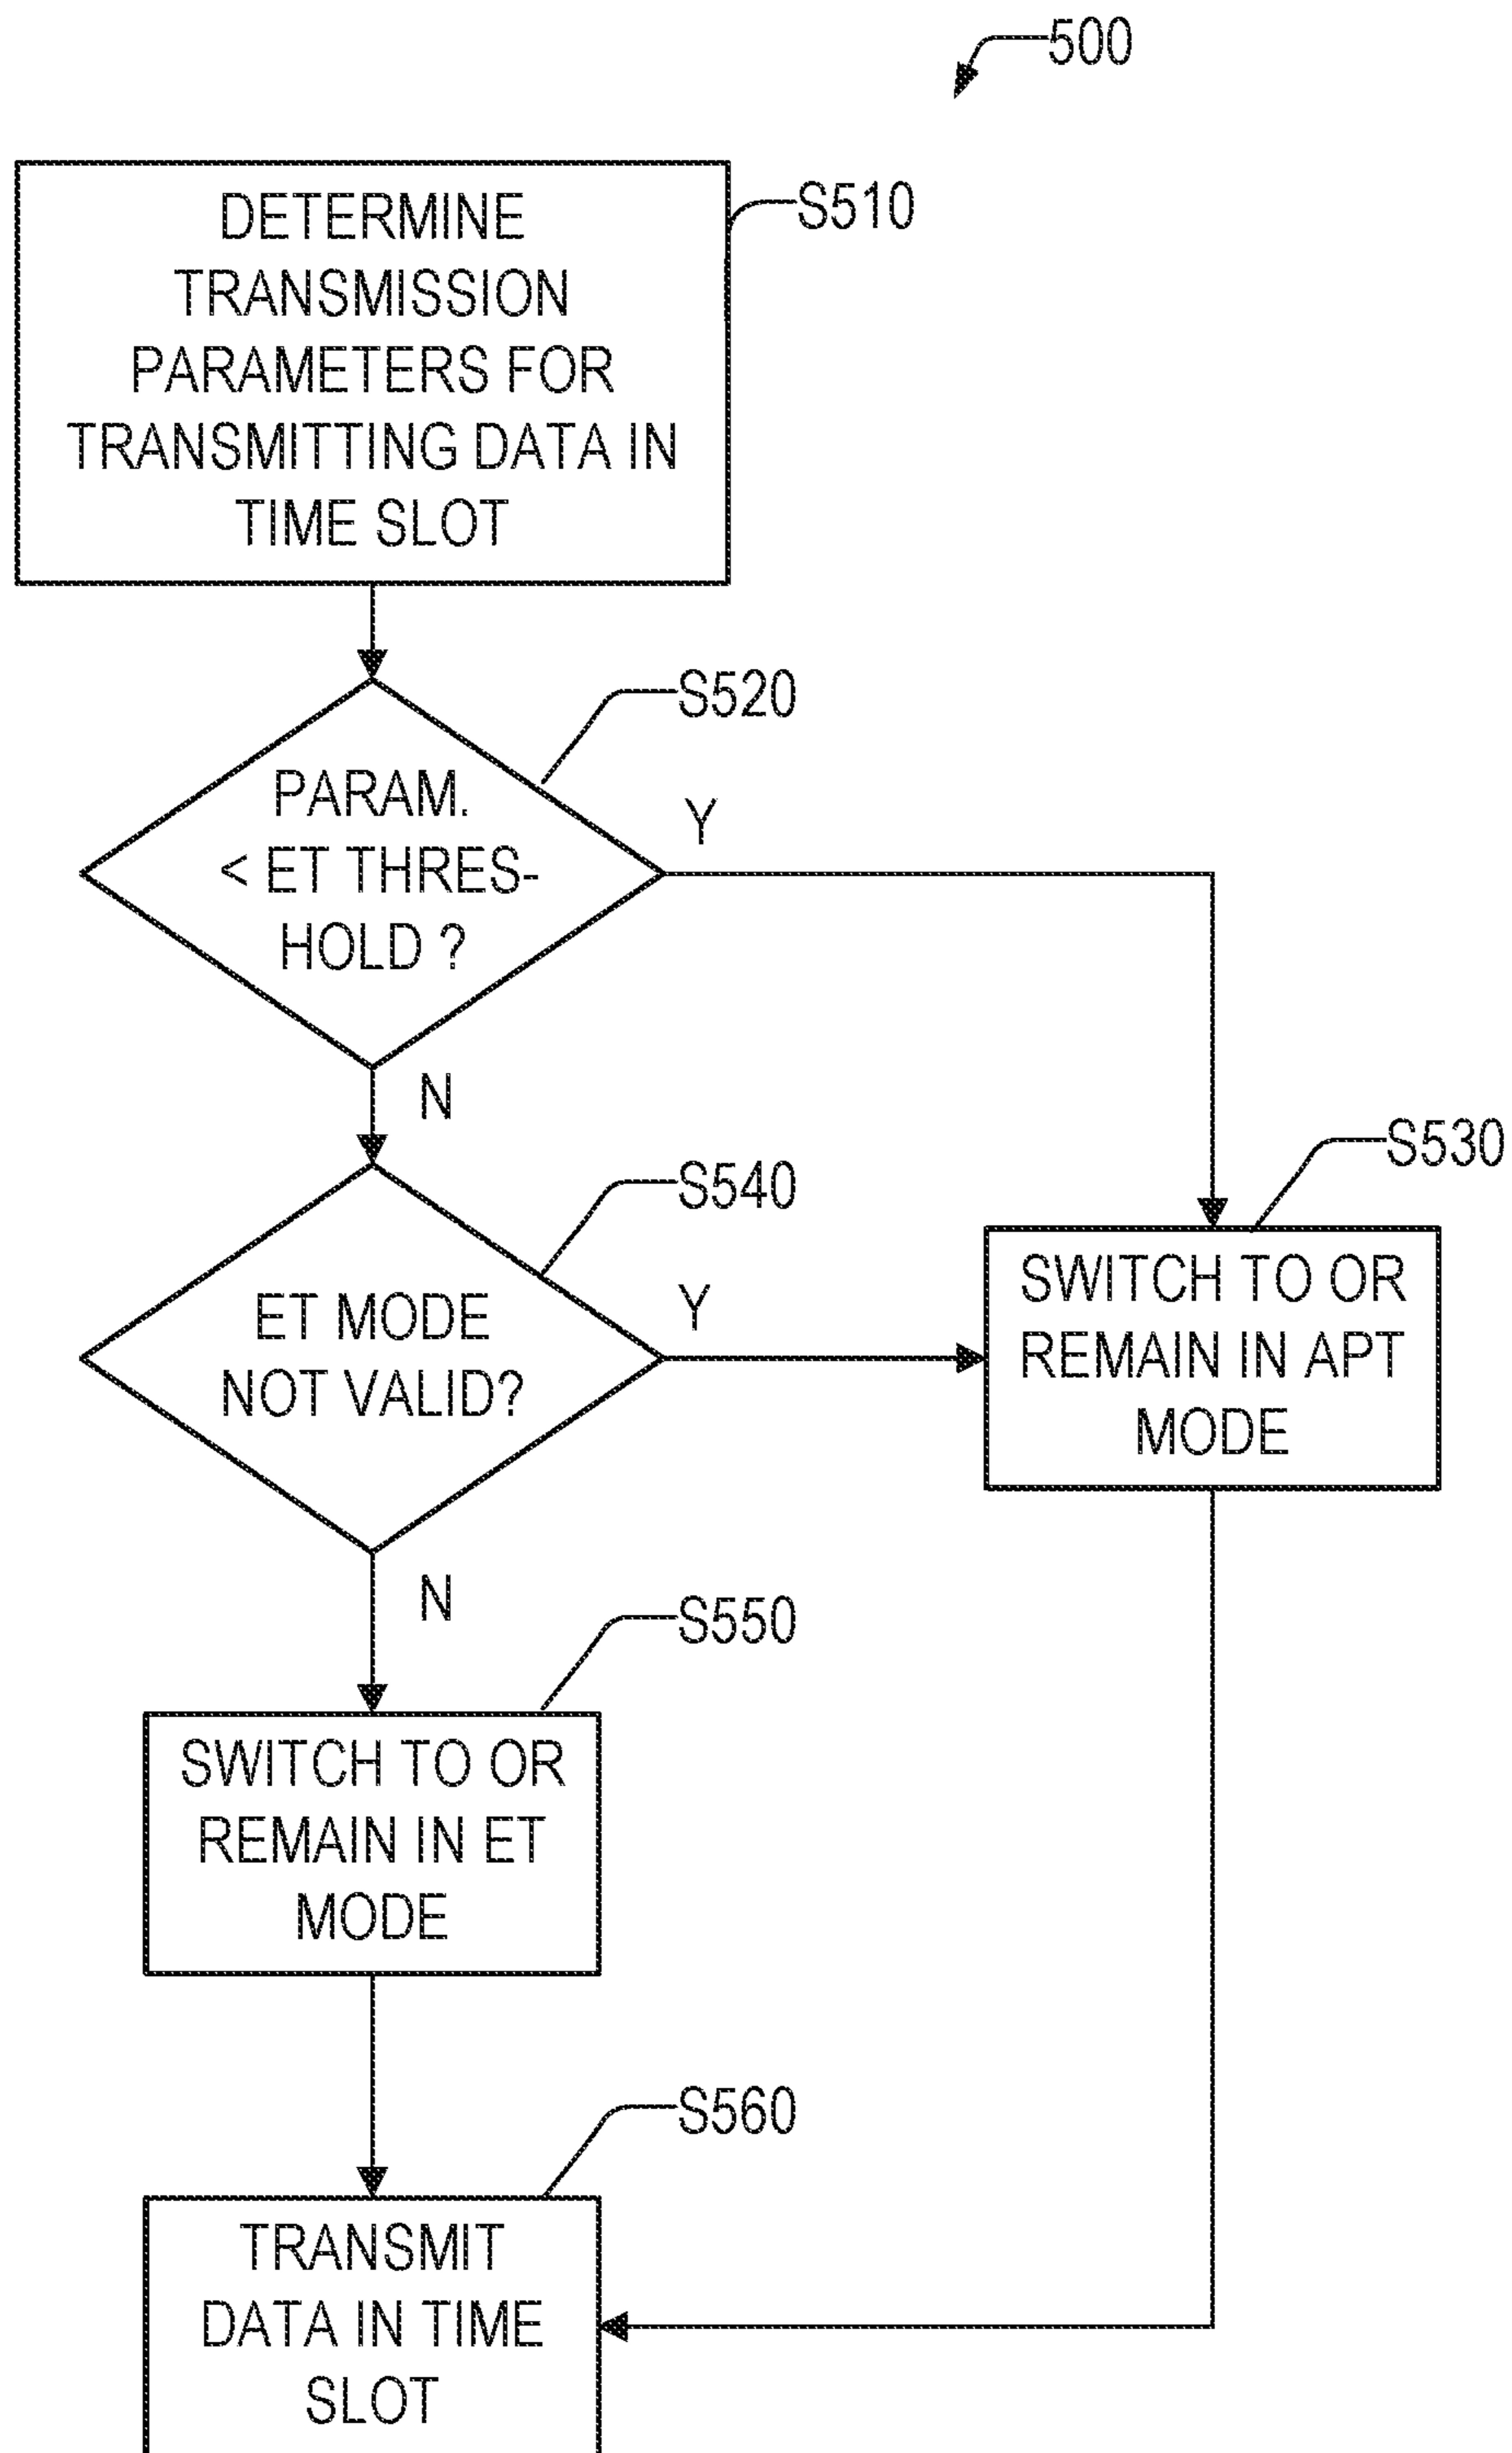 500
DETERMINE
TRANSMISSION
PARAMETERS FOR
TRANSMITTING DATA IN
TIME SLOT
S510
S520
PARAM.
< ET THRES-
HOLD ?
Y
N
S530
S540
ET MODE
NOT VALID?
Y
SWITCH TO OR
REMAIN IN APT
MODE
N
S550
SWITCH TO OR
REMAIN IN ET
MODE
S560
TRANSMIT
DATA IN TIME
SLOT